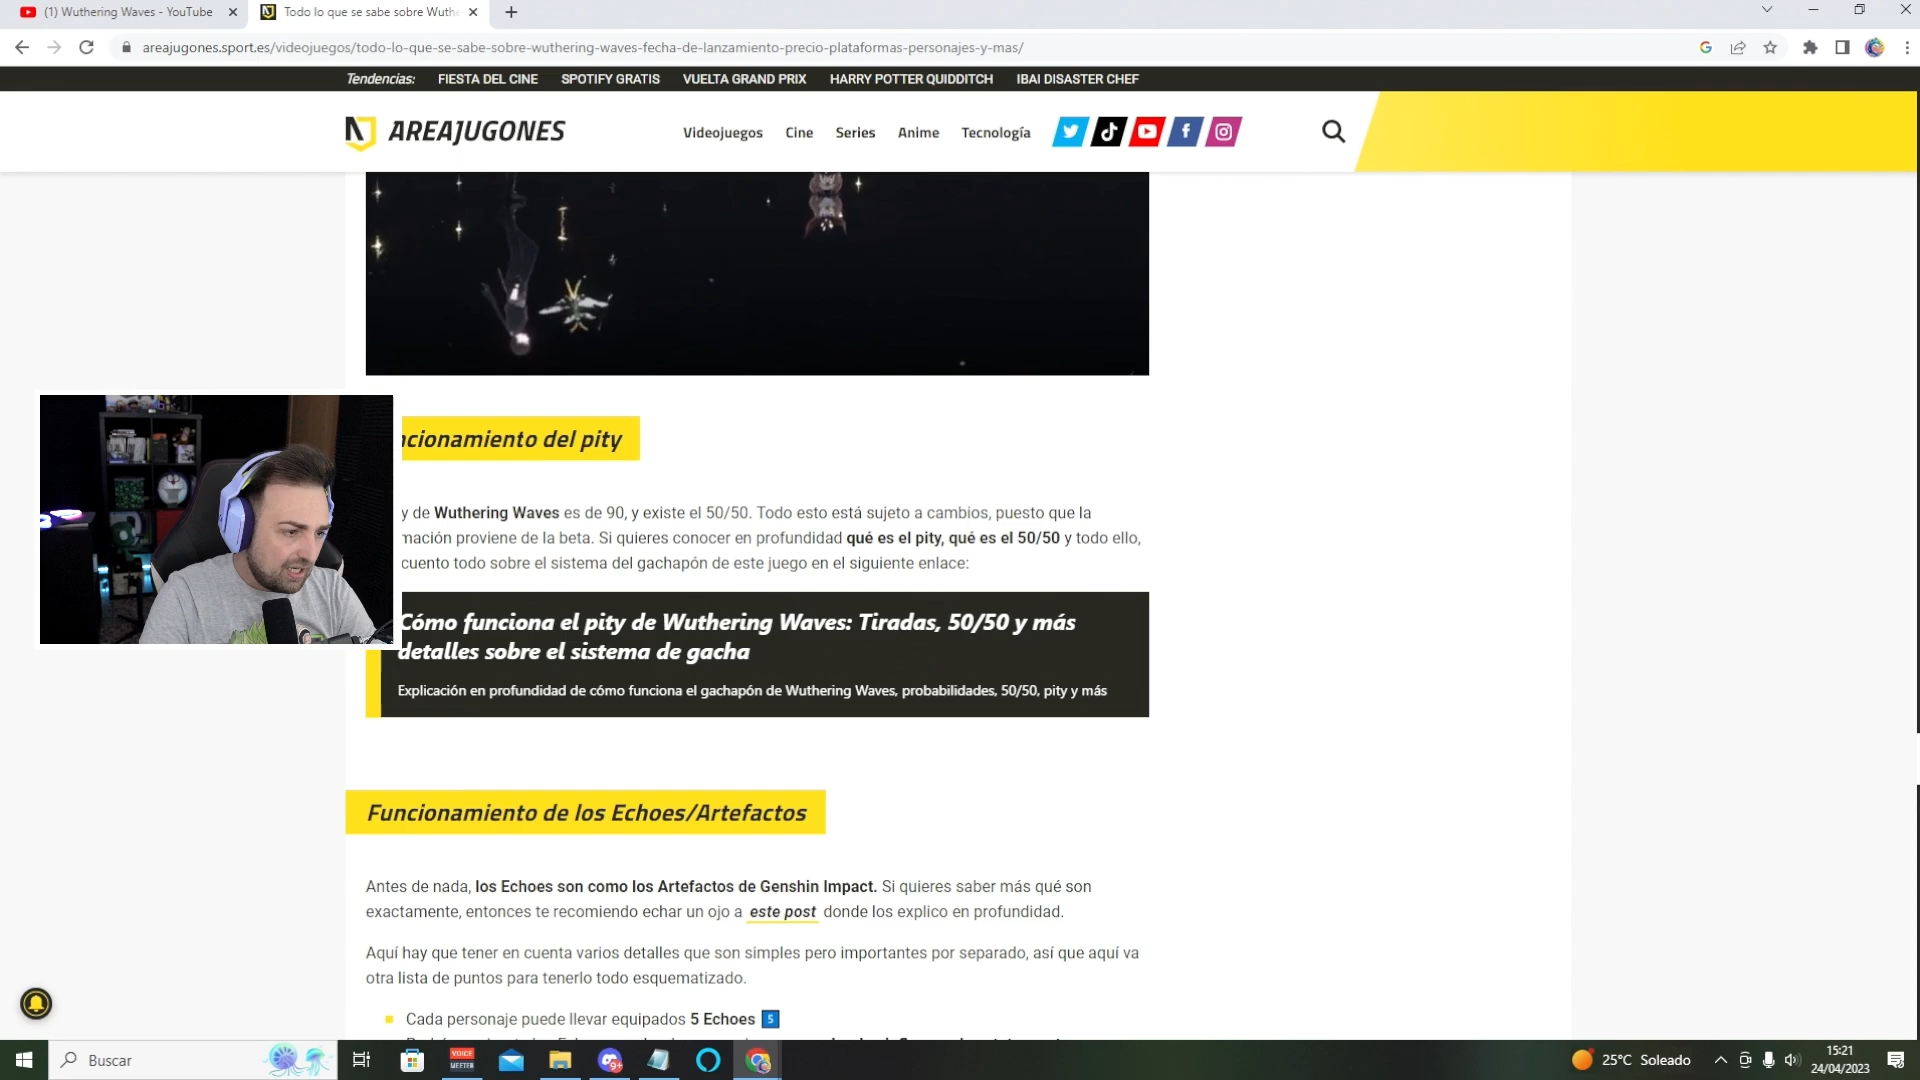 (1) Wuthering Waves - YouTube
Todo lo que se sabe sobre Wuthe
areajugones.sport.es/videojuegos/todo-lo-que-se-sabe-sobre-wuthering-waves-fecha-de-lanzamiento-precio-plataformas-personajes-y-mas/
Tendencias: FIESTA DEL CINE SPOTIFY GRATIS VUELTA GRAND PRIX HARRY POTTER QUIDDITCH IBAI DISASTER CHEF
AREAJUGONES
Videojuegos Cine Series Anime Tecnología
ncionamiento del pity
y de Wuthering Waves es de 90, y existe el 50/50. Todo esto está sujeto a cambios, puesto que la
mación proviene de la beta. Si quieres conocer en profundidad qué es el pity, qué es el 50/50 y todo ello,
cuento todo sobre el sistema del gachapón de este juego en el siguiente enlace:
Cómo funciona el pity de Wuthering Waves: Tiradas, 50/50 y más
detalles sobre el sistema de gacha
Explicación en profundidad de cómo funciona el gachapón de Wuthering Waves, probabilidades, 50/50, pity y más
Funcionamiento de los Echoes/Artefactos
Antes de nada, los Echoes son como los Artefactos de Genshin Impact. Si quieres saber más qué son
exactamente, entonces te recomiendo echar un ojo a este post donde los explico en profundidad.
Aquí hay que tener en cuenta varios detalles que son simples pero importantes por separado, así que aquí va
otra lista de puntos para tenerlo todo esquematizado.
Cada personaje puede llevar equipados 5 Echoes 5
Buscar
VOICE
MEETER
9+
25°C Soleado
15:21
24/04/2023